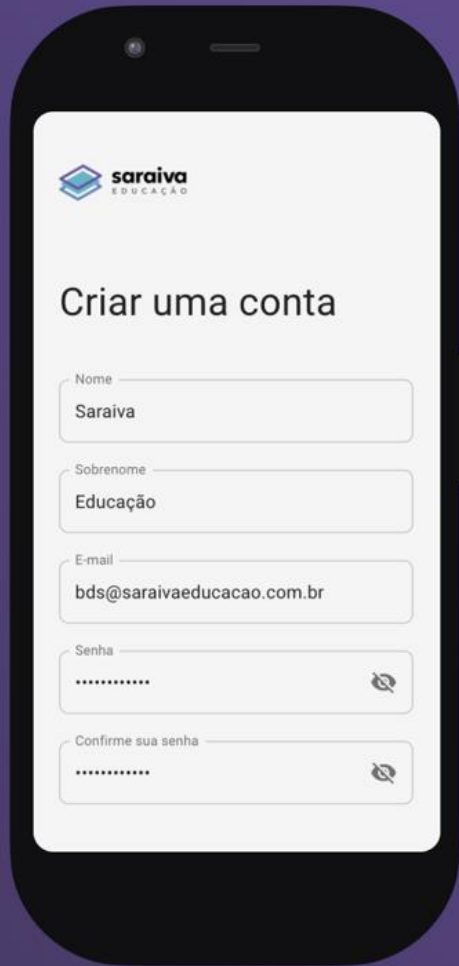 saraiva
EDUCAÇÃO
Criar uma conta
Nome
Saraiva
Sobrenome
Educação
E-mail
bds@saraivaeducacao.com.br
Senha
••••••••••••
Confirme sua senha
••••••••••••